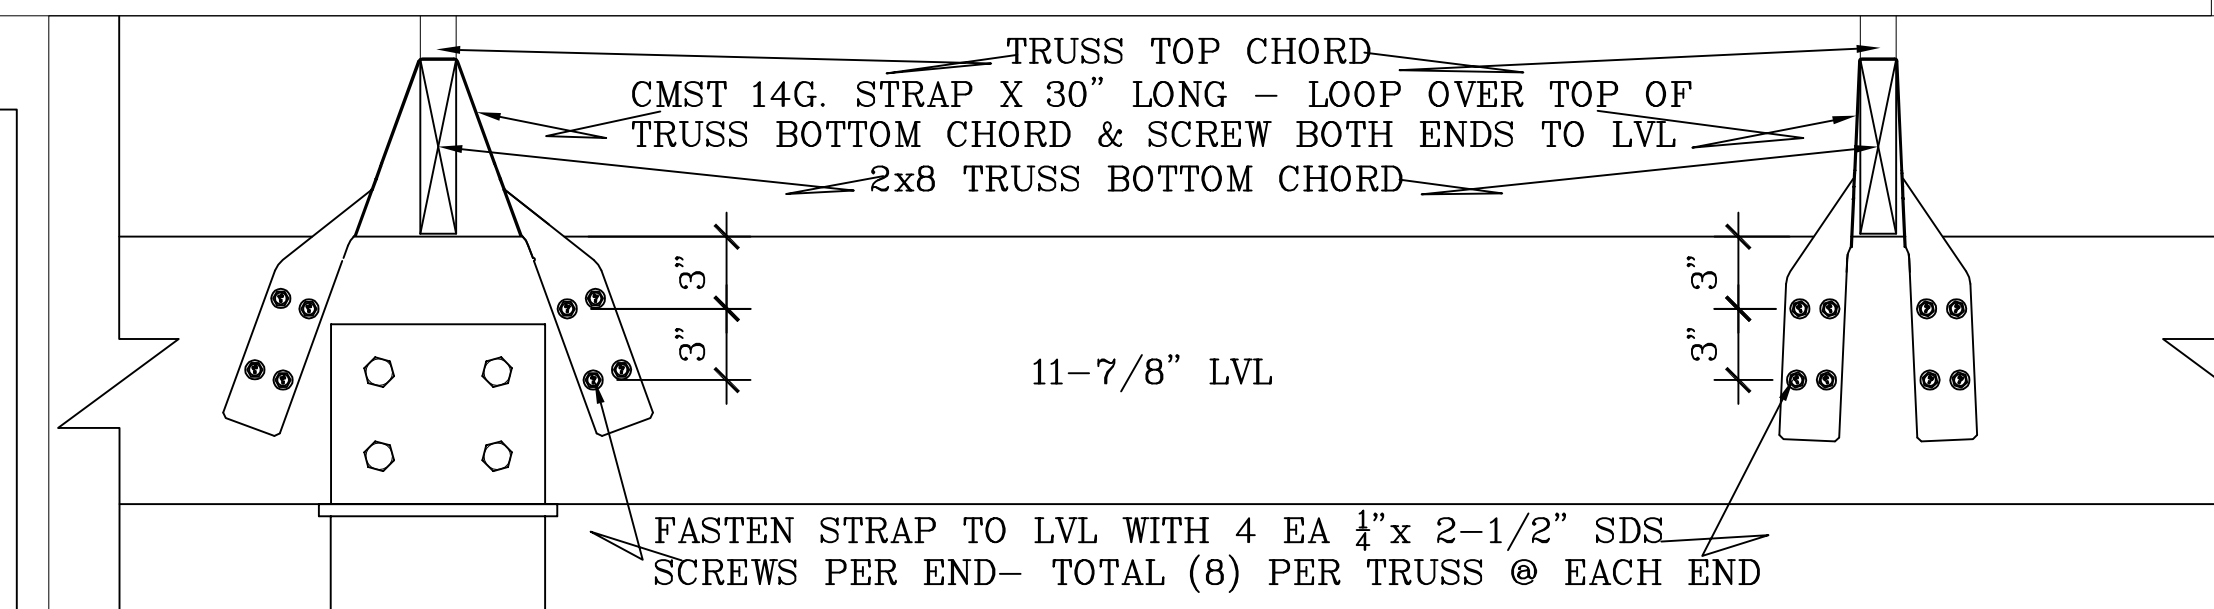 TRUSS TOP CHORD
CMST 14G. STRAP X 30" LONG – LOOP OVER TOP OF
TRUSS BOTTOM CHORD & SCREW BOTH ENDS TO LVL
2x8 TRUSS BOTTOM CHORD
3"
3"
3"
3"
11-7/8" LVL
FASTEN STRAP TO LVL WITH 4 EA 1/4"x 2-1/2" SDS
SCREWS PER END– TOTAL (8) PER TRUSS @ EACH END